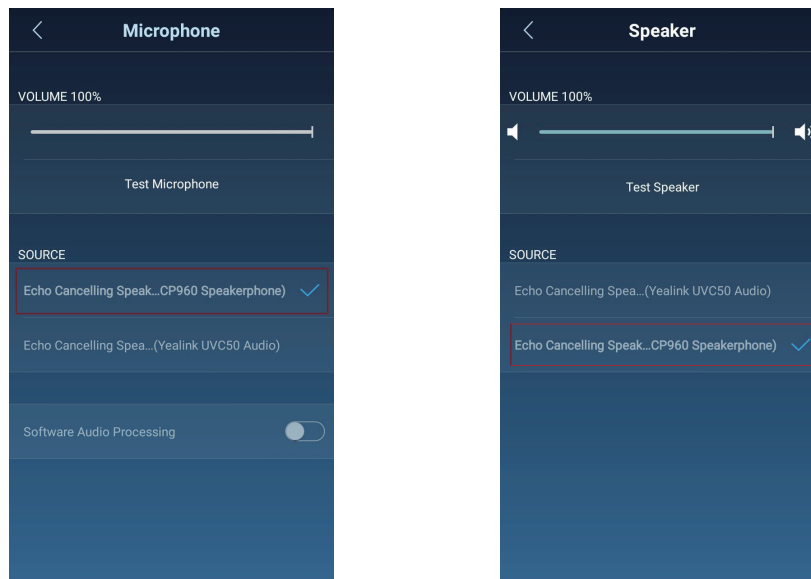 Microphone
VOLUME 100%
Test Microphone
SOURCE
Echo Cancelling Speak...CP960 Speakerphone)
Echo Cancelling Spea...(Yealink UVC50 Audio)
Software Audio Processing
Speaker
VOLUME 100%
Test Speaker
SOURCE
Echo Cancelling Spea...(Yealink UVC50 Audio)
Echo Cancelling Speak...CP960 Speakerphone)